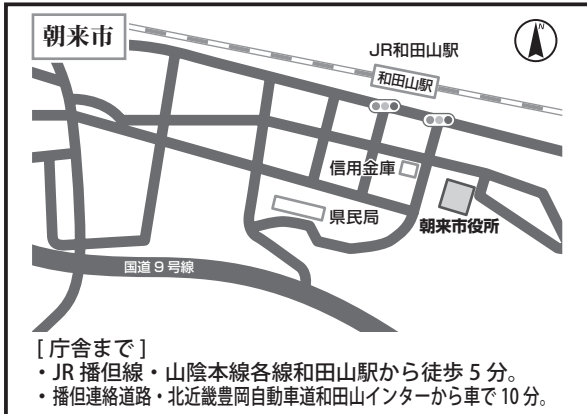 朝来市
N
JR和田山駅
和田山駅
信用金庫
県民局
朝来市役所
国道9号線
[ 庁舎まで ]
・JR 播但線・山陰本線各線和田山駅から徒歩 5 分。
・播但連絡道路・北近畿豊岡自動車道和田山インターから車で 10 分。